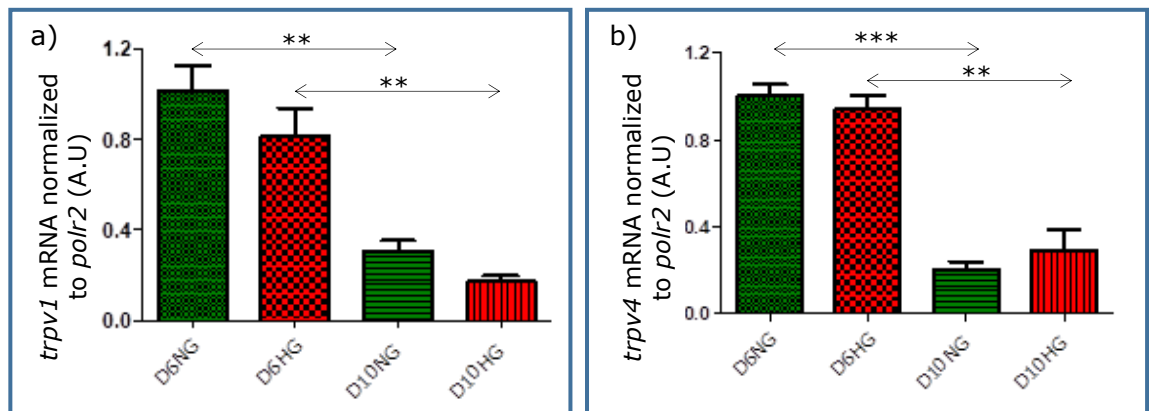 a)
trpv1 mRNA normalized
to polr2 (A.U)
1.2
0.8
0.4
0.0
**
**
D6NG
D6HG
D10NG
D10HG
b)
trpv4 mRNA normalized
to polr2 (A.U)
1.2
0.8
0.4
0.0
***
**
D6NG
D6HG
D10NG
D10HG